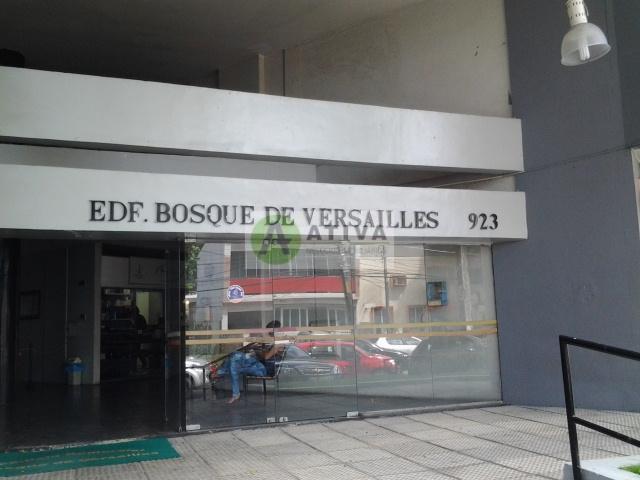 EDF. BOSQUE DE VERSAILLES 923
ATIVA